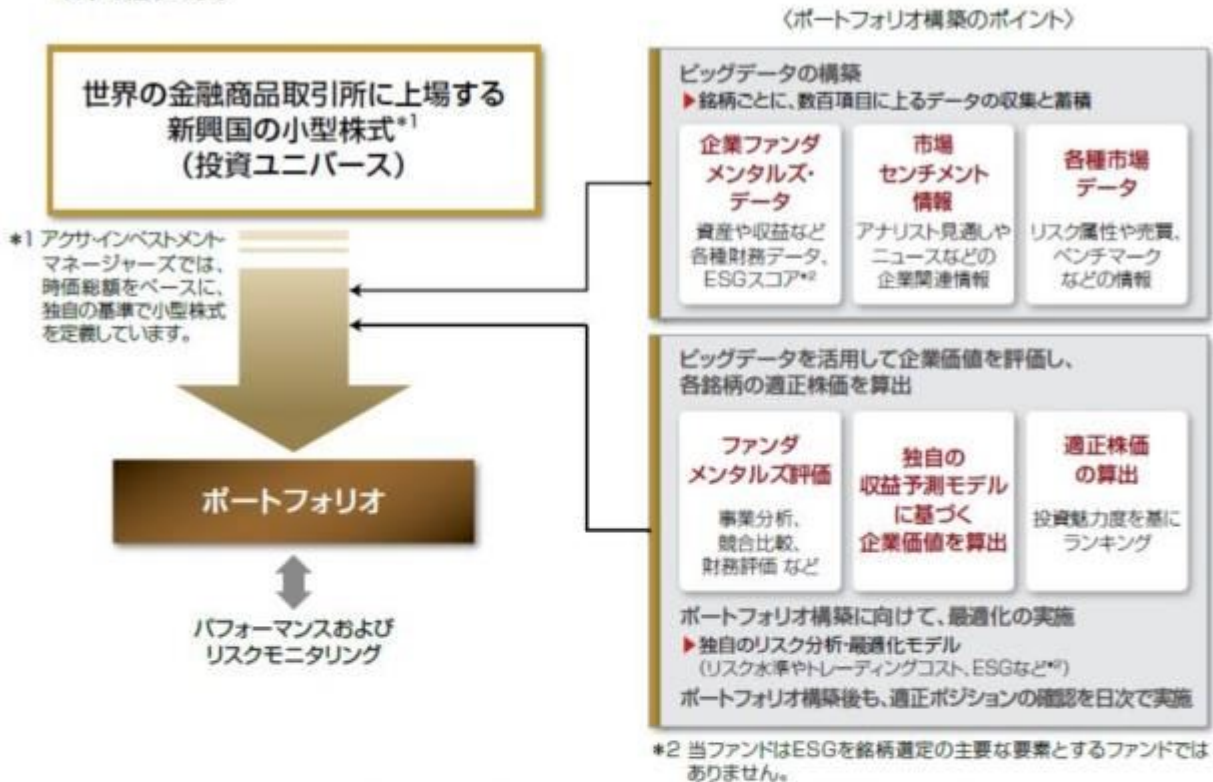 〈ポートフォリオ構築のポイント〉
世界の金融商品取引所に上場する
新興国の小型株式*1
(投資ユニバース)
*1 アクサ・インベストメント・
マネージャーズでは、
時価総額をベースに、
独自の基準で小型株式
を定義しています。
ポートフォリオ
パフォーマンスおよび
リスクモニタリング
ビッグデータの構築
▶銘柄ごとに、数百項目に上るデータの収集と蓄積
企業ファンダ
メンタルズ・
データ
資産や収益など
各種財務データ、
ESGスコア*2
市場
センチメント
情報
アナリスト見通しや
ニュースなどの
企業関連情報
各種市場
データ
リスク属性や売買、
ベンチマーク
などの情報
ビッグデータを活用して企業価値を評価し、
各銘柄の適正株価を算出
ファンダ
メンタルズ評価
事業分析、
競合比較、
財務評価 など
独自の
収益予測モデル
に基づく
企業価値を算出
適正株価
の算出
投資魅力度を基に
ランキング
ポートフォリオ構築に向けて、最適化の実施
▶独自のリスク分析・最適化モデル
(リスク水準やトレーディングコスト、ESGなど*2)
ポートフォリオ構築後も、適正ポジションの確認を日次で実施
*2 当ファンドはESGを銘柄選定の主要な要素とするファンドでは
ありません。